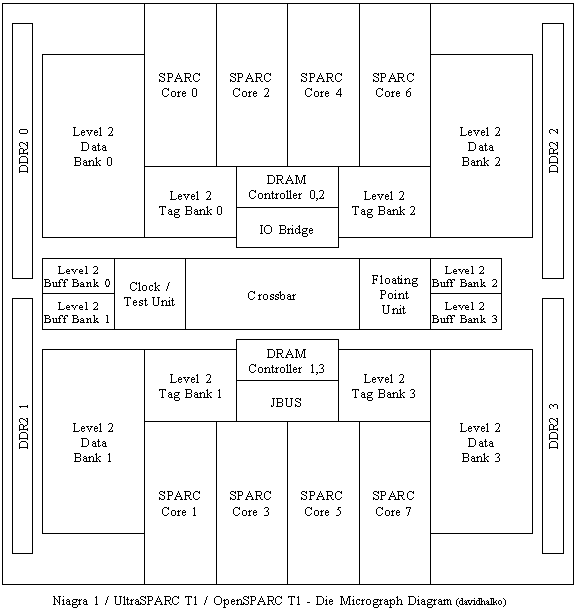 SPARC
Core 0
SPARC
Core 2
SPARC
Core 4
SPARC
Core 6
DDR2 0
Level 2
Data
Bank 0
Level 2
Data
Bank 2
DDR2 2
Level 2
Tag Bank 0
DRAM
Controller 0,2
IO Bridge
Level 2
Tag Bank 2
Level 2
Buff Bank 0
Level 2
Buff Bank 1
Clock /
Test Unit
Crossbar
Floating
Point
Unit
Level 2
Buff Bank 2
Level 2
Buff Bank 3
DRAM
Controller 1,3
JBUS
Level 2
Tag Bank 1
Level 2
Tag Bank 3
DDR2 1
Level 2
Data
Bank 1
Level 2
Data
Bank 3
DDR2 3
SPARC
Core 1
SPARC
Core 3
SPARC
Core 5
SPARC
Core 7
Niagra 1 / UltraSPARC T1 / OpenSPARC T1 - Die Micrograph Diagram (davidhalko)